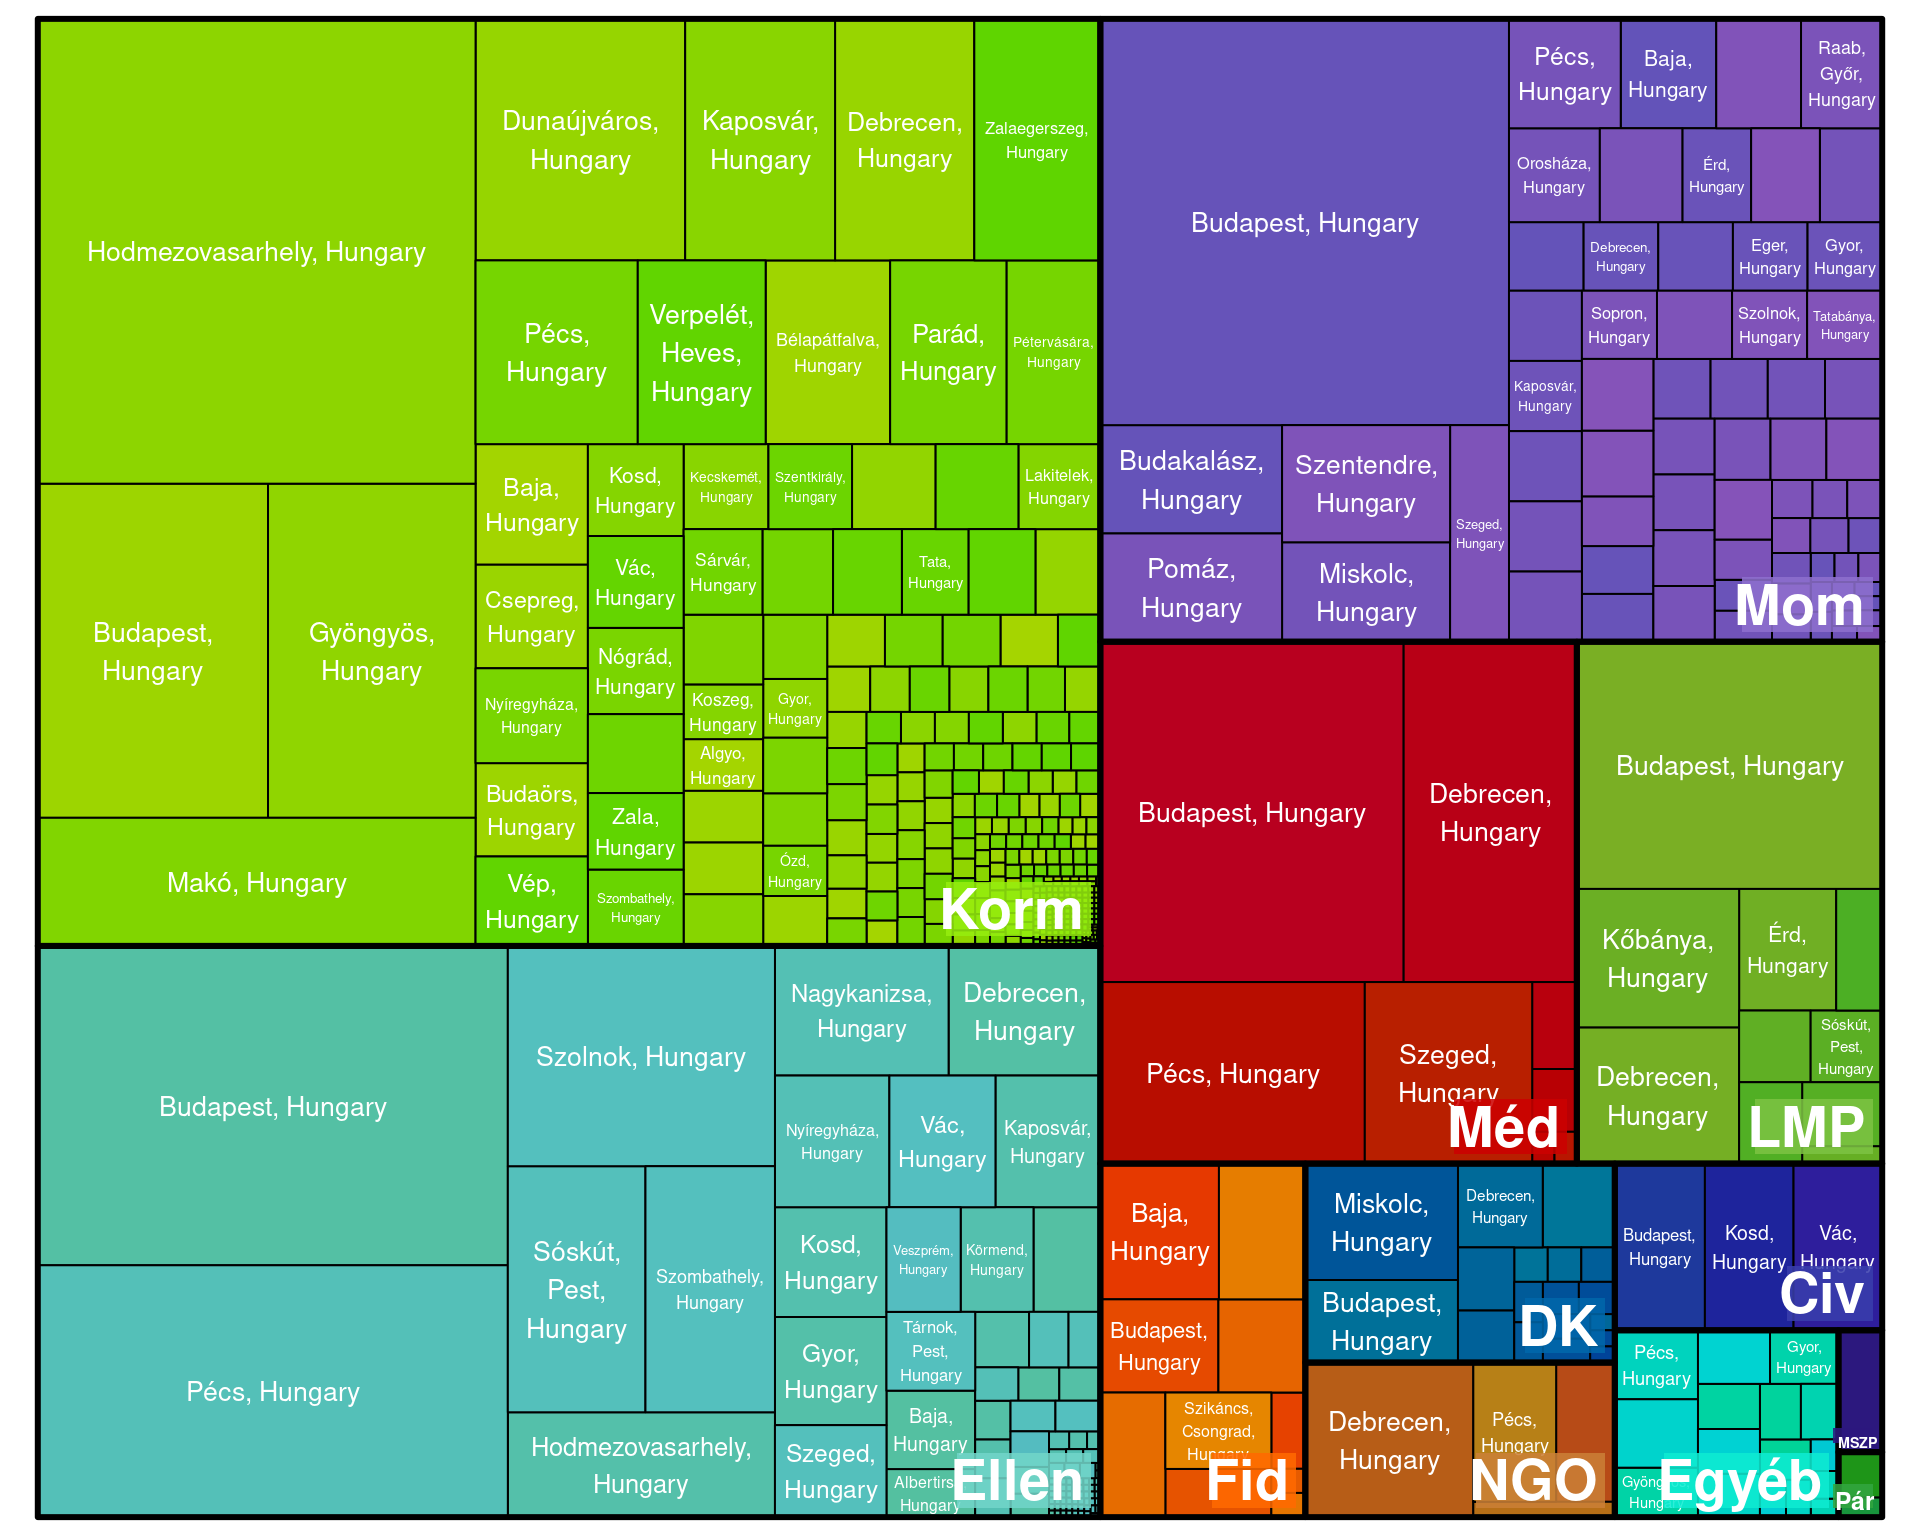 Hodmezovasarhely, Hungary
Budapest,
Hungary
Gyöngyös,
Hungary
Makó, Hungary
Dunaújváros,
Hungary
Kaposvár,
Hungary
Debrecen,
Hungary
Zalaegerszeg,
Hungary
Pécs,
Hungary
Verpelét,
Heves,
Hungary
Bélapátfalva,
Hungary
Parád,
Hungary
Pétervására,
Hungary
Baja,
Hungary
Csepreg,
Hungary
Nyíregyháza,
Hungary
Budaörs,
Hungary
Vép,
Hungary
Kosd,
Hungary
Vác,
Hungary
Nógrád,
Hungary
Zala,
Hungary
Szombathely,
Hungary
Kecskemét,
Hungary
Szentkirály,
Hungary
Lakitelek,
Hungary
Sárvár,
Hungary
Tata,
Hungary
Koszeg,
Hungary
Algyo,
Hungary
Gyor,
Hungary
Ózd,
Hungary
Korm
Budapest, Hungary
Pécs, Hungary
Szolnok, Hungary
Sóskút,
Pest,
Hungary
Szombathely,
Hungary
Hodmezovasarhely,
Hungary
Nagykanizsa,
Hungary
Debrecen,
Hungary
Nyíregyháza,
Hungary
Vác,
Hungary
Kaposvár,
Hungary
Kosd,
Hungary
Veszprém,
Hungary
Körmend,
Hungary
Gyor,
Hungary
Szeged,
Hungary
Tárnok,
Pest,
Hungary
Baja,
Hungary
Albertirs
Hungary
Ellen
Budapest, Hungary
Budakalász,
Hungary
Pomáz,
Hungary
Szentendre,
Hungary
Miskolc,
Hungary
Szeged,
Hungary
Pécs,
Hungary
Baja,
Hungary
Raab,
Győr,
Hungary
Orosháza,
Hungary
Érd,
Hungary
Debrecen,
Hungary
Eger,
Hungary
Gyor,
Hungary
Sopron,
Hungary
Szolnok,
Hungary
Tatabánya,
Hungary
Kaposvár,
Hungary
Mom
Budapest, Hungary
Debrecen,
Hungary
Pécs, Hungary
Szeged,
Hungary
Méd
Budapest, Hungary
Kőbánya,
Hungary
Debrecen,
Hungary
Érd,
Hungary
Sóskút,
Pest,
Hungary
LMP
Baja,
Hungary
Budapest,
Hungary
Szikáncs,
Csongrad,
Hungary
Fid
Miskolc,
Hungary
Budapest,
Hungary
Debrecen,
Hungary
DK
Debrecen,
Hungary
Pécs,
Hungary
NGO
Budapest,
Hungary
Kosd,
Hungary
Vác,
Hungary
Civ
Pécs,
Hungary
Gyor,
Hungary
Egyéb
MSZP
Pár